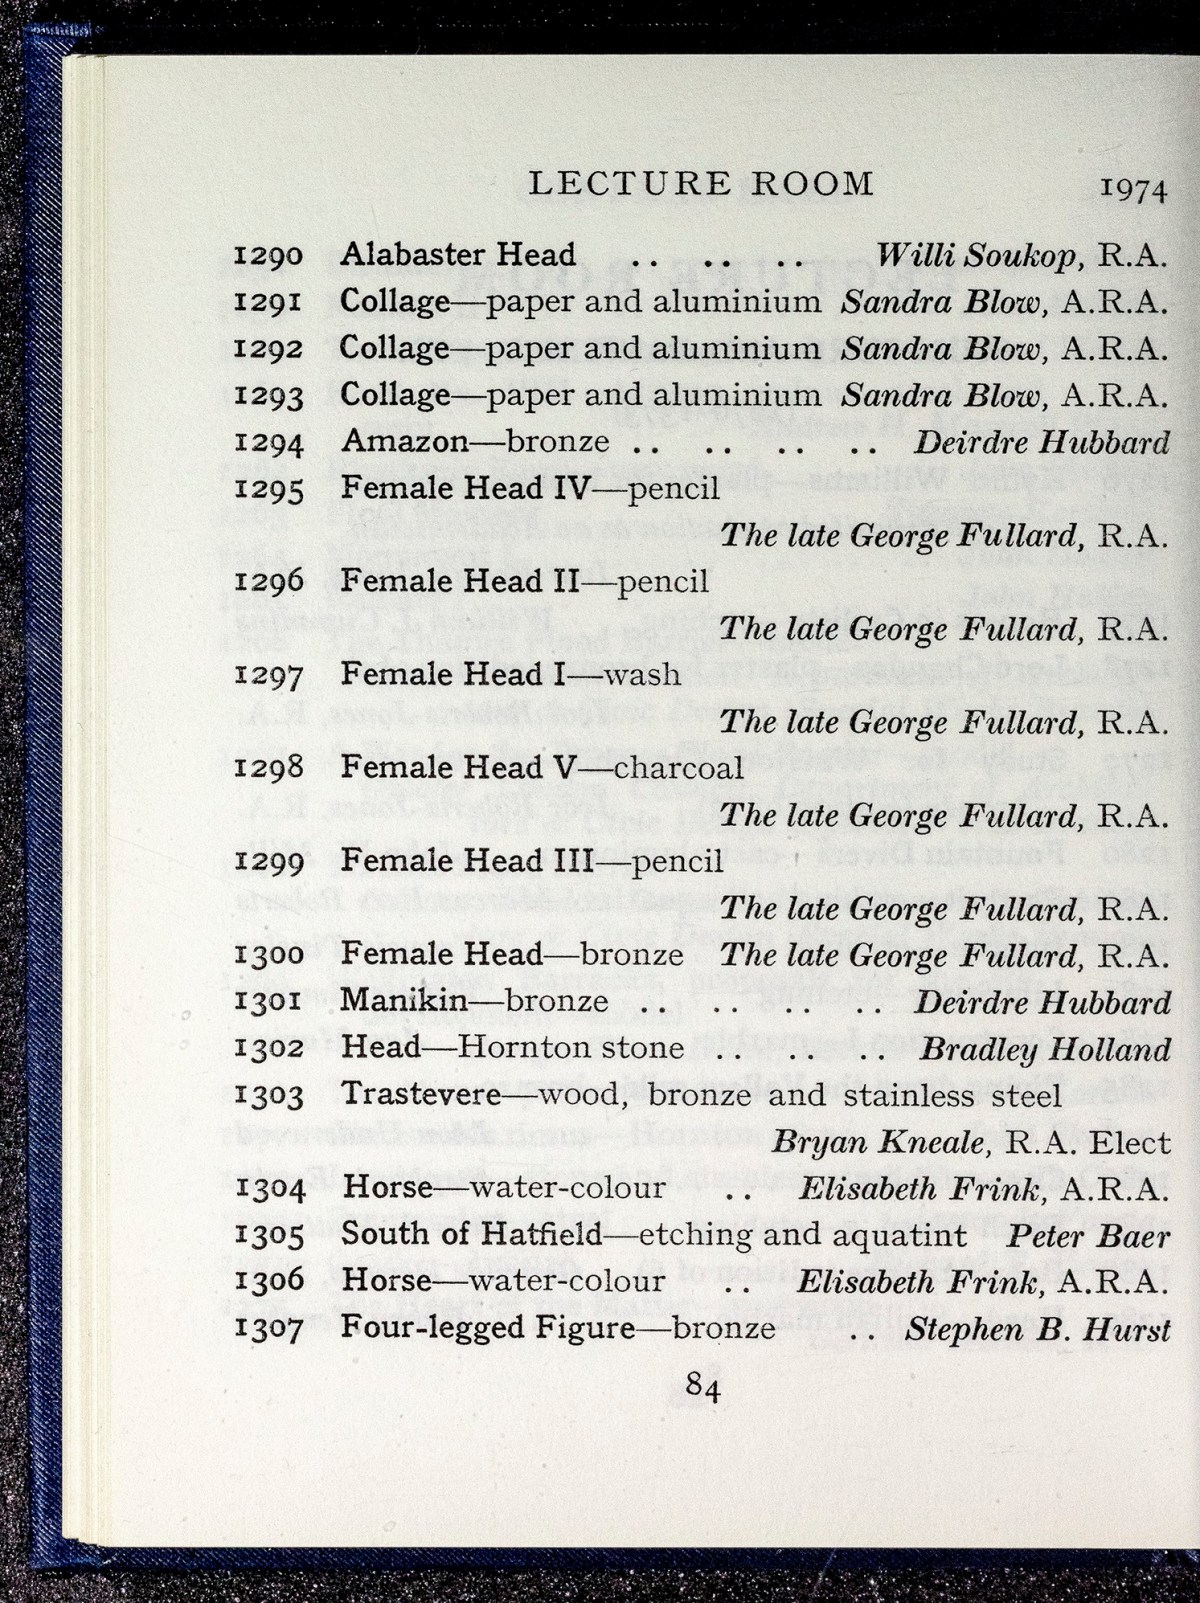 LECTURE ROOM 1974
1290 Alabaster Head .. .. .. Willi Soukop, R.A.
1291 Collage—paper and aluminium Sandra Blow, A.R.A.
1292 Collage—paper and aluminium Sandra Blow, A.R.A.
1293 Collage—paper and aluminium Sandra Blow, A.R.A.
1294 Amazon—bronze .. .. .. .. Deirdre Hubbard
1295 Female Head IV—pencil
The late George Fullard, R.A.
1296 Female Head II—pencil
The late George Fullard, R.A.
1297 Female Head I—wash
The late George Fullard, R.A.
1298 Female Head V—charcoal
The late George Fullard, R.A.
1299 Female Head III—pencil
The late George Fullard, R.A.
1300 Female Head—bronze The late George Fullard, R.A.
1301 Manikin—bronze .. .. .. .. Deirdre Hubbard
1302 Head—Hornton stone .. .. .. Bradley Holland
1303 Trastevere—wood, bronze and stainless steel
Bryan Kneale, R.A. Elect
1304 Horse—water-colour .. Elisabeth Frink, A.R.A.
1305 South of Hatfield—etching and aquatint Peter Baer
1306 Horse—water-colour .. Elisabeth Frink, A.R.A.
1307 Four-legged Figure—bronze .. Stephen B. Hurst
84